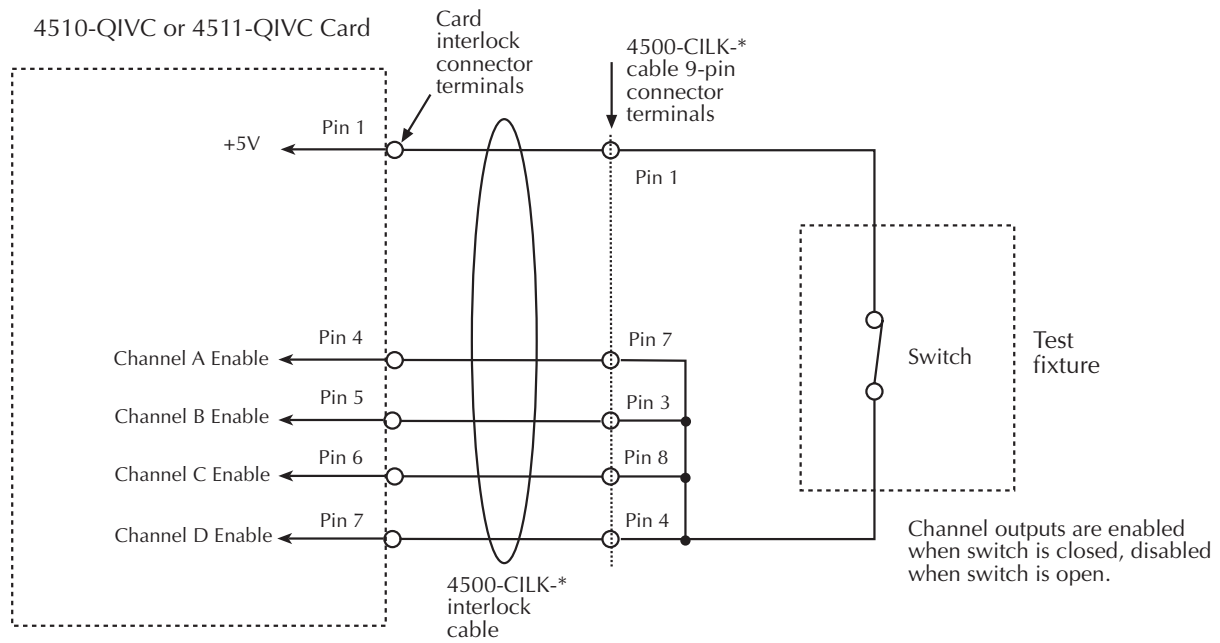 4510-QIVC or 4511-QIVC Card
Card
interlock
connector
terminals
4500-CILK-*
cable 9-pin
connector
terminals
+5V
Pin 1
Pin 1
Channel A Enable
Pin 4
Pin 7
Channel B Enable
Pin 5
Pin 3
Channel C Enable
Pin 6
Pin 8
Channel D Enable
Pin 7
Pin 4
Switch
Test
fixture
Channel outputs are enabled
when switch is closed, disabled
when switch is open.
4500-CILK-*
interlock
cable